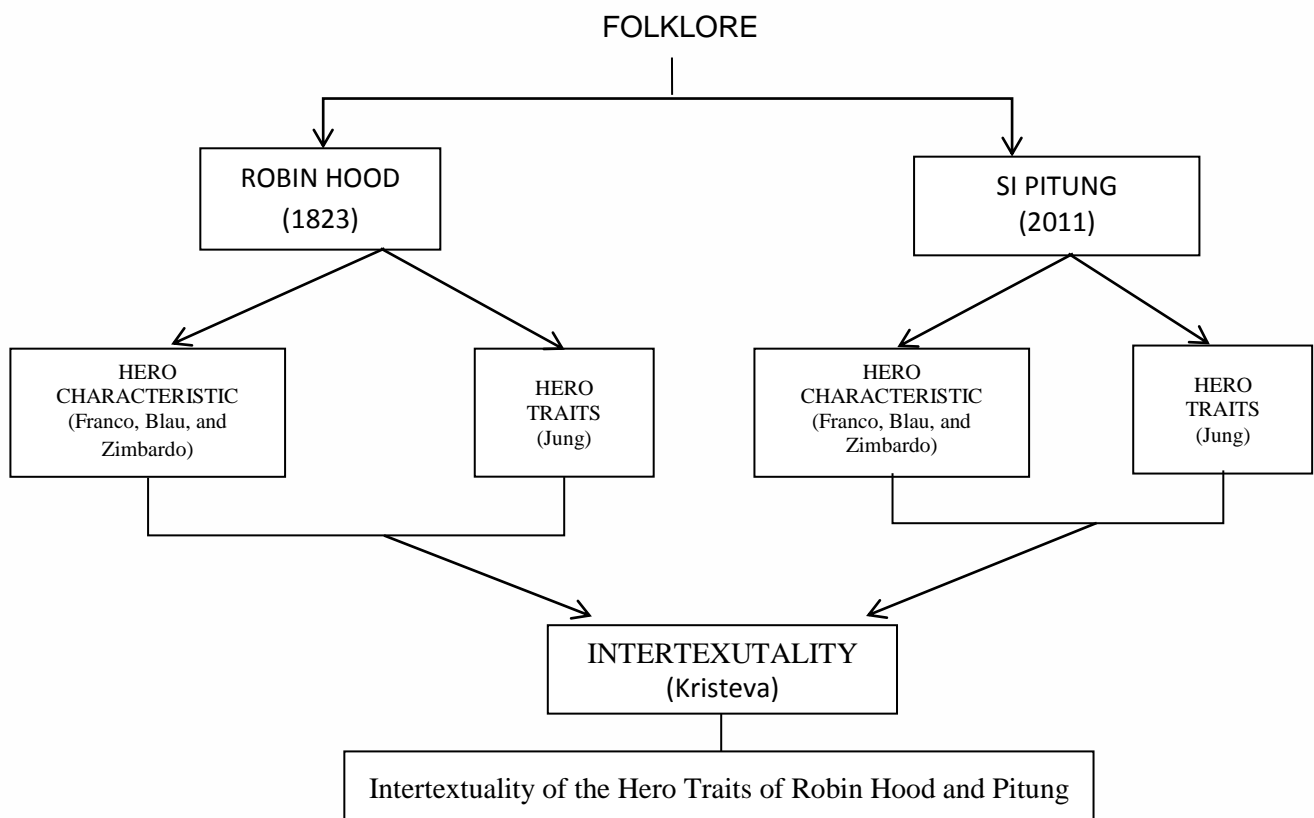 FOLKLORE
ROBIN HOOD
(1823)
SI PITUNG
(2011)
HERO
CHARACTERISTIC
(Franco, Blau, and
Zimbardo)
HERO
TRAITS
(Jung)
HERO
CHARACTERISTIC
(Franco, Blau, and
Zimbardo)
HERO
TRAITS
(Jung)
INTERTEXUTALITY
(Kristeva)
Intertextuality of the Hero Traits of Robin Hood and Pitung